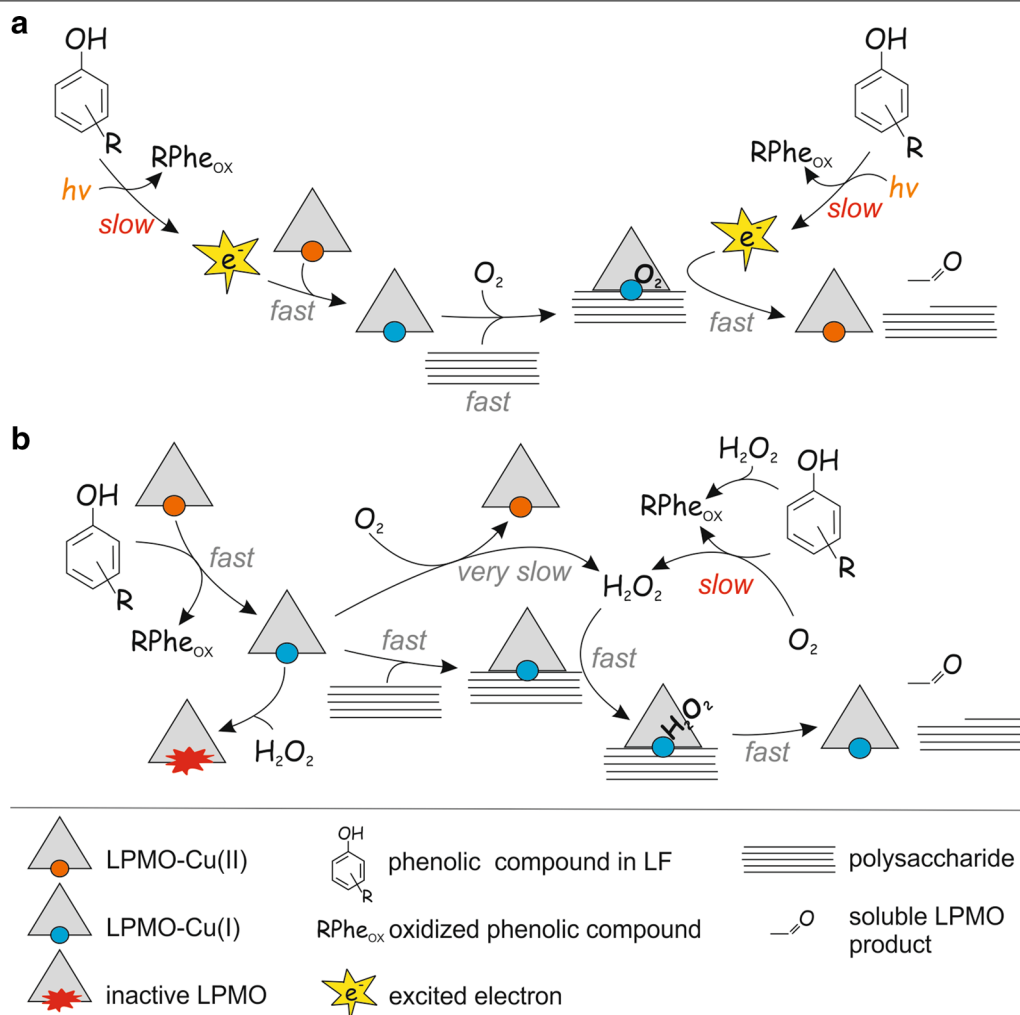 a
OH
R
RPheOX
hv
slow
e-
fast
O2
fast
O2
OH
R
RPheOX
hv
slow
e-
fast
O
b
OH
R
RPheOX
fast
H2O2
O2
very slow
H2O2
fast
fast
H2O2
OH
R
RPheOX
slow
O2
H2O2
fast
O
LPMO-Cu(II)
LPMO-Cu(I)
inactive LPMO
OH
R
phenolic compound in LF
RPheOX oxidized phenolic compound
e- excited electron
polysaccharide
O
soluble LPMO
product